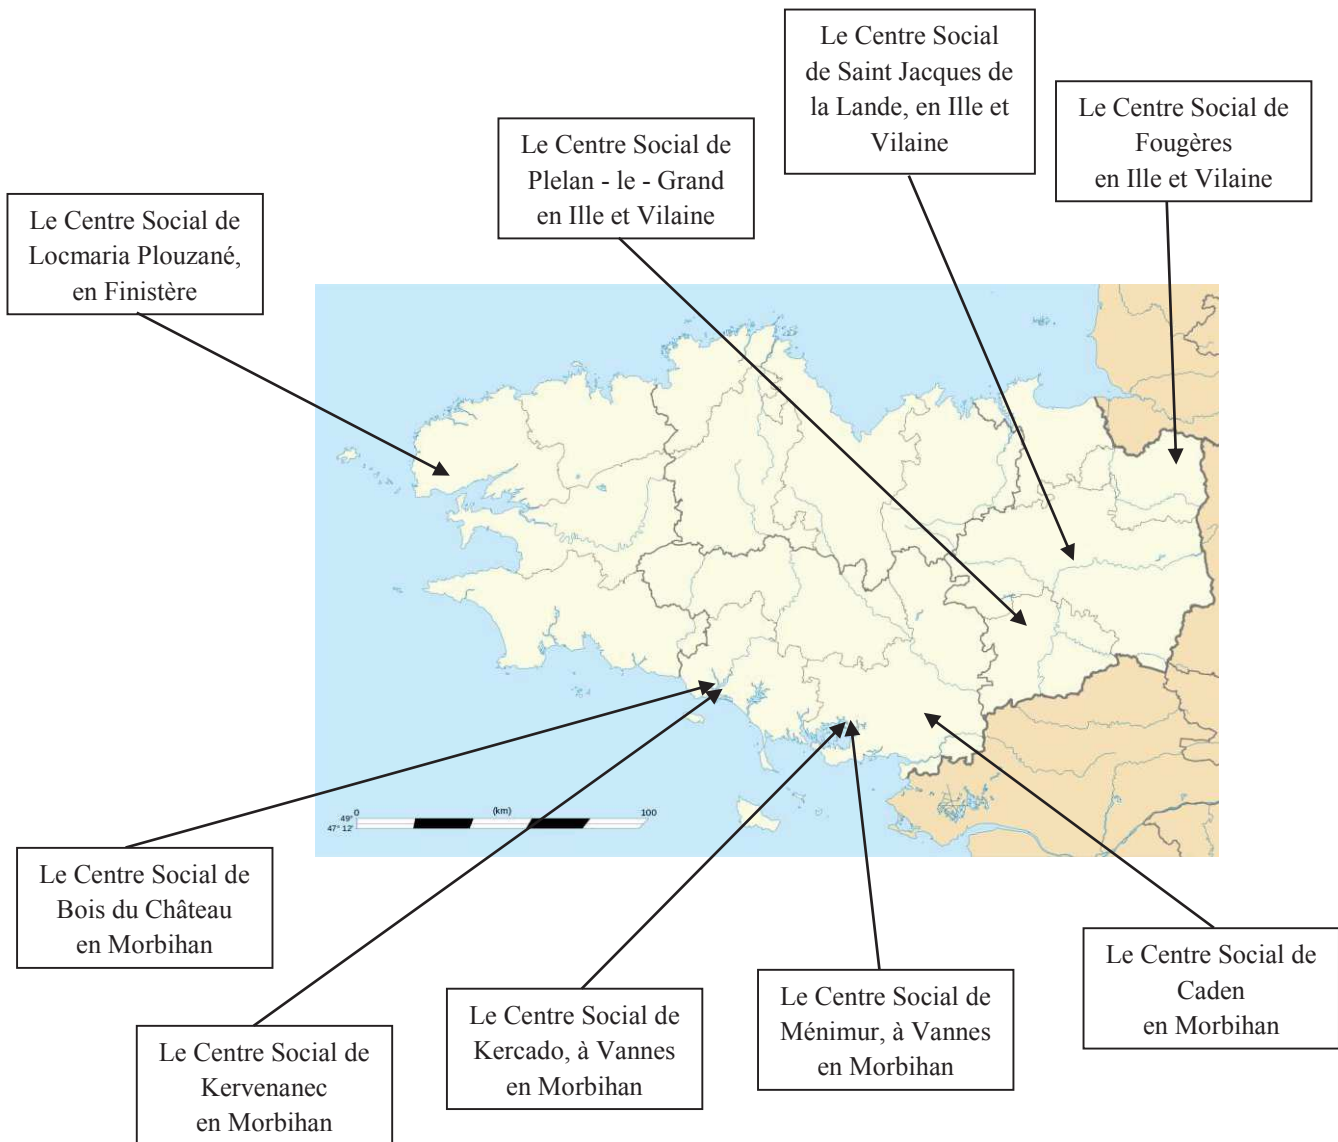 Le Centre Social
de Saint Jacques de
la Lande, en Ille et
Vilaine
Le Centre Social de
Fougères
en Ille et Vilaine
Le Centre Social de
Plelan - le - Grand
en Ille et Vilaine
Le Centre Social de
Locmaria Plouzané,
en Finistère
0 (km) 100
49°
47° 12'
Le Centre Social de
Bois du Château
en Morbihan
Le Centre Social de
Kervenanec
en Morbihan
Le Centre Social de
Kercado, à Vannes
en Morbihan
Le Centre Social de
Ménimur, à Vannes
en Morbihan
Le Centre Social de
Caden
en Morbihan